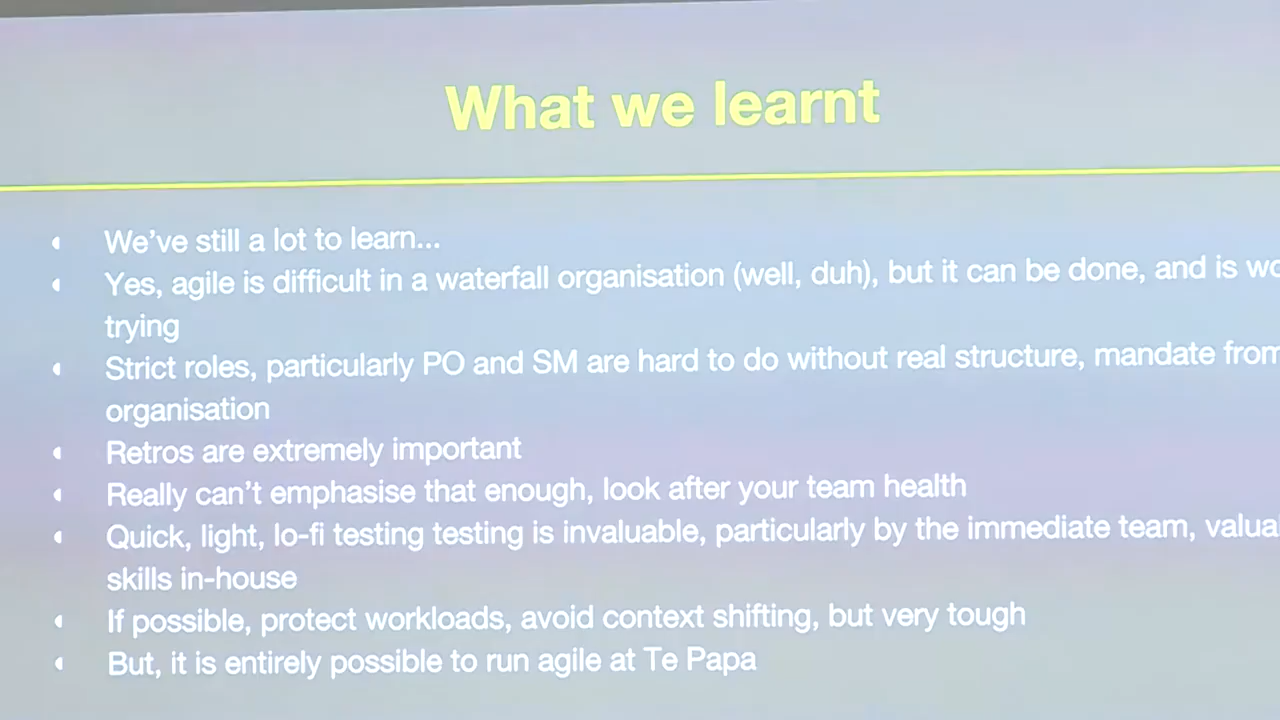 What we learnt
We've still a lot to learn...
Yes, agile is difficult in a waterfall organisation (well, duh), but it can be done, and is
trying
Strict roles, particularly PO and SM are hard to do without real structure, mandate from
organisation
Retros are extremely important
Really can't emphasise that enough, look after your team health
Quick, light, lo-fi testing testing is invaluable, particularly by the immediate team,
skills in-house
If possible, protect workloads, avoid context shifting, but very tough
But, it is entirely possible to run agile at Te Papa